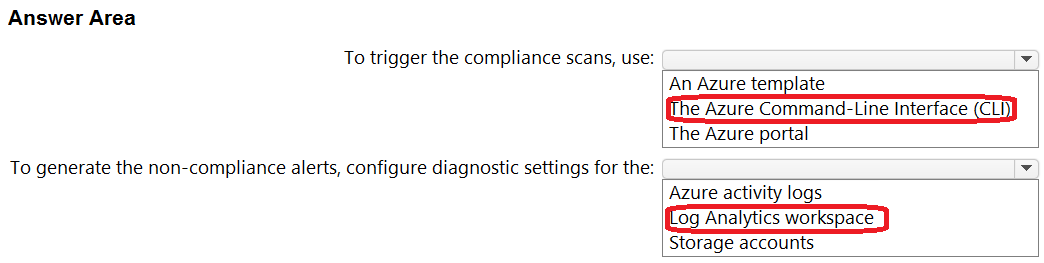 Answer Area
To trigger the compliance scans, use:
An Azure template
The Azure Command-Line Interface (CLI)
The Azure portal
To generate the non-compliance alerts, configure diagnostic settings for the:
Azure activity logs
Log Analytics workspace
Storage accounts